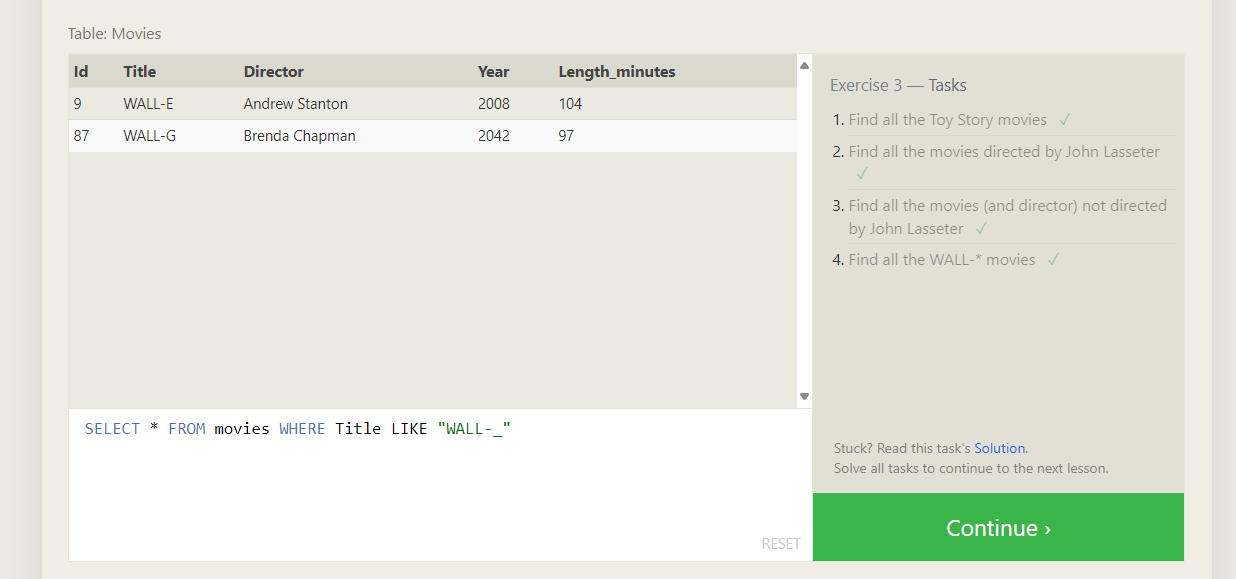 Table: Movies
Id Title Director Year Length_minutes
9 WALL-E Andrew Stanton 2008 104
87 WALL-G Brenda Chapman 2042 97
SELECT * FROM movies WHERE Title LIKE "WALL-_"
RESET
Exercise 3 — Tasks
1. Find all the Toy Story movies ✓
2. Find all the movies directed by John Lasseter
✓
3. Find all the movies (and director) not directed
by John Lasseter ✓
4. Find all the WALL-* movies ✓
Stuck? Read this task's Solution.
Solve all tasks to continue to the next lesson.
Continue ›